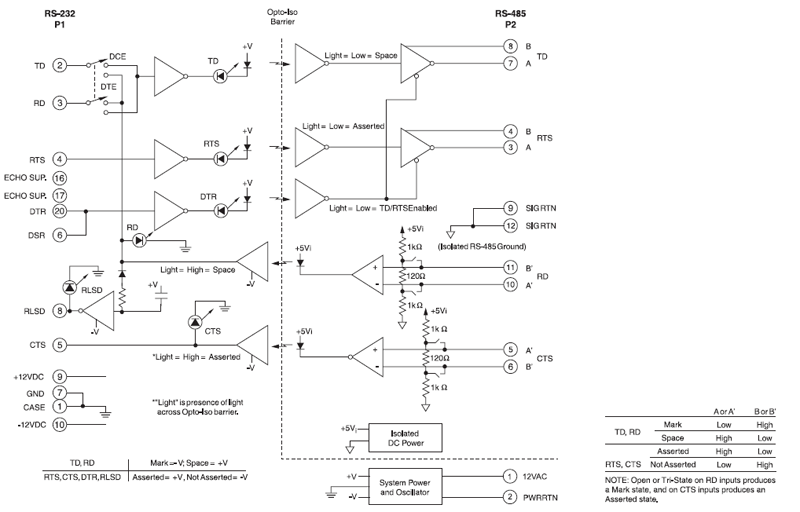 RS-232
P1
Opto-Iso
Barrier
RS-485
P2
DCE
TD 2
DTE
RD 3
TD
+V
Light = Low = Space
8 B
7 A
TD
RTS 4
RTS
+V
Light = Low = Asserted
4 B
3 A
RTS
ECHO SUP. 16
ECHO SUP. 17
DTR 20
DSR 6
DTR
+V
Light = Low = TD/RTS Enabled
9 SIG RTN
12 SIG RTN
(Isolated RS-485 Ground)
RD
Light = High = Space
-V
+5Vi
+5Vi
1kΩ
120Ω
1kΩ
+
-
11 B'
10 A'
RD
RLSD
RLSD 8
-V
+V
CTS
CTS 5
*Light = High = Asserted
-V
+5Vi
+5Vi
1k Ω
120Ω
1k Ω
+
-
5 A'
6 B'
CTS
+12VDC 9
GND 7
CASE 1
-12VDC 10
*"Light" is presence of light
across Opto-Iso barrier.
+5Vi
Isolated
DC Power
+V
-V
System Power
and Oscillator
1 12VAC
2 PWRRTN
TD, RD Mark = -V; Space = +V
RTS, CTS, DTR, RLSD Asserted = +V, Not Asserted = -V
A or A' B or B'
TD, RD Mark Low High
Space High Low
RTS, CTS Asserted High Low
Not Asserted Low High
NOTE: Open or Tri-State on RD inputs produces
a Mark state, and on CTS inputs produces an
Asserted state.